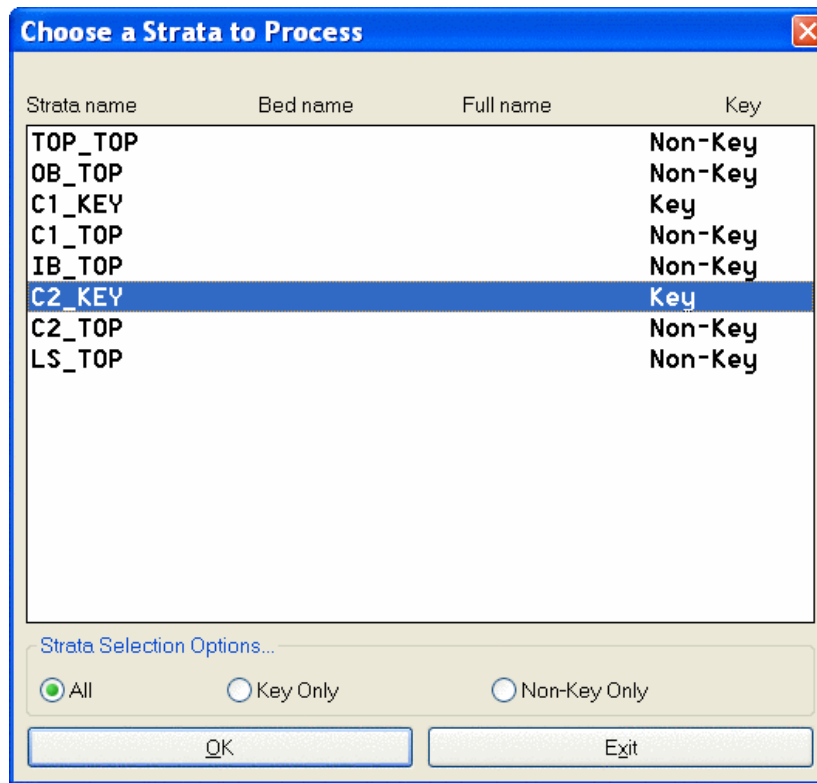 Choose a Strata to Process
Strata name Bed name Full name Key
TOP_TOP Non-Key
OB_TOP Non-Key
C1_KEY Key
C1_TOP Non-Key
IB_TOP Non-Key
C2_KEY Key
C2_TOP Non-Key
LS_TOP Non-Key
Strata Selection Options...
All Key Only Non-Key Only
OK Exit